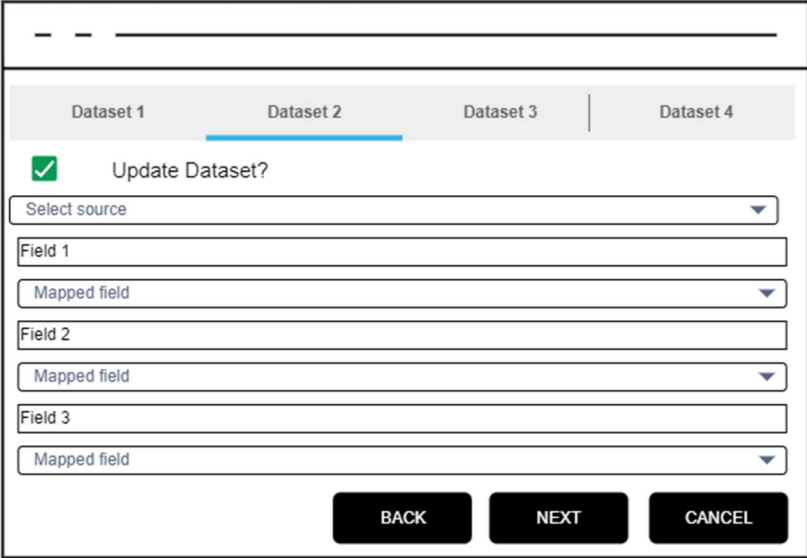 Dataset 1 Dataset 2 Dataset 3 Dataset 4
Update Dataset?
Select source
Field 1
Mapped field
Field 2
Mapped field
Field 3
Mapped field
BACK NEXT CANCEL